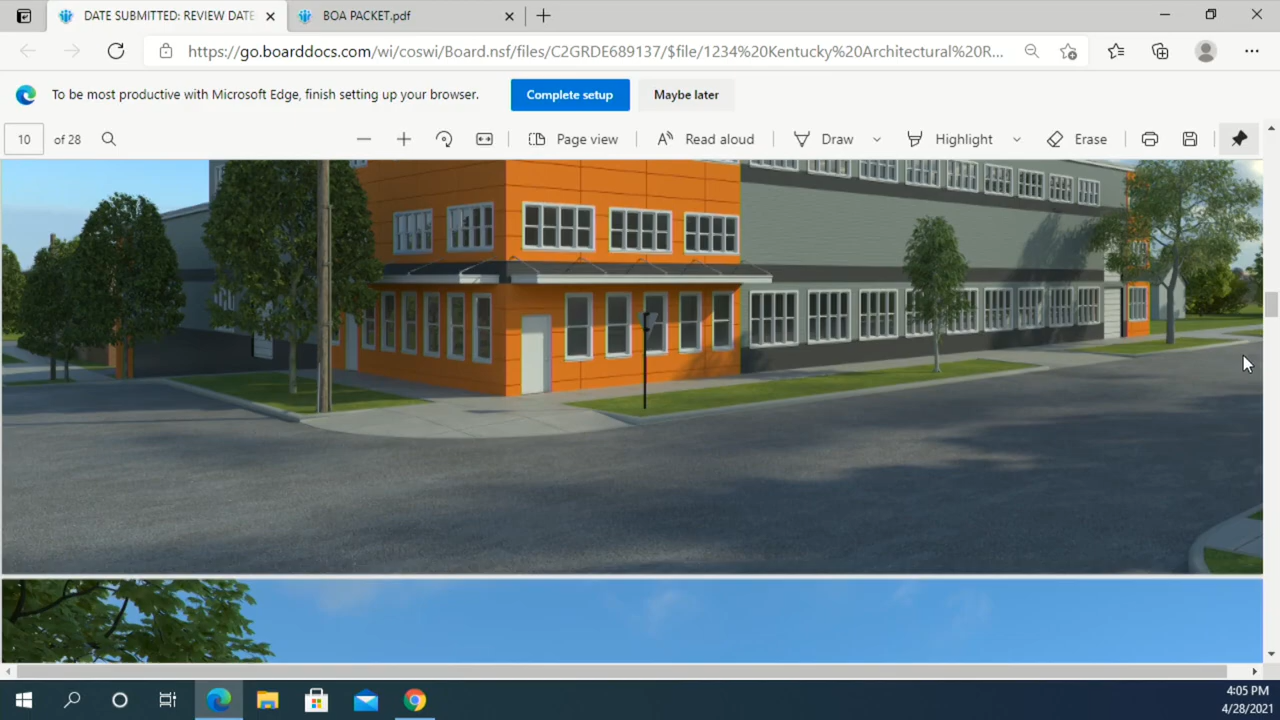 DATE SUBMITTED: REVIEW DATE
BOA PACKET.pdf
https://go.boarddocs.com/wi/coswi/Board.nsf/files/C2GRDE689137/$file/1234%20Kentucky%20Architectural%20R...
To be most productive with Microsoft Edge, finish setting up your browser.
Complete setup
Maybe later
10 of 28
Page view
Read aloud
Draw
Highlight
Erase
4:05 PM
4/28/2021